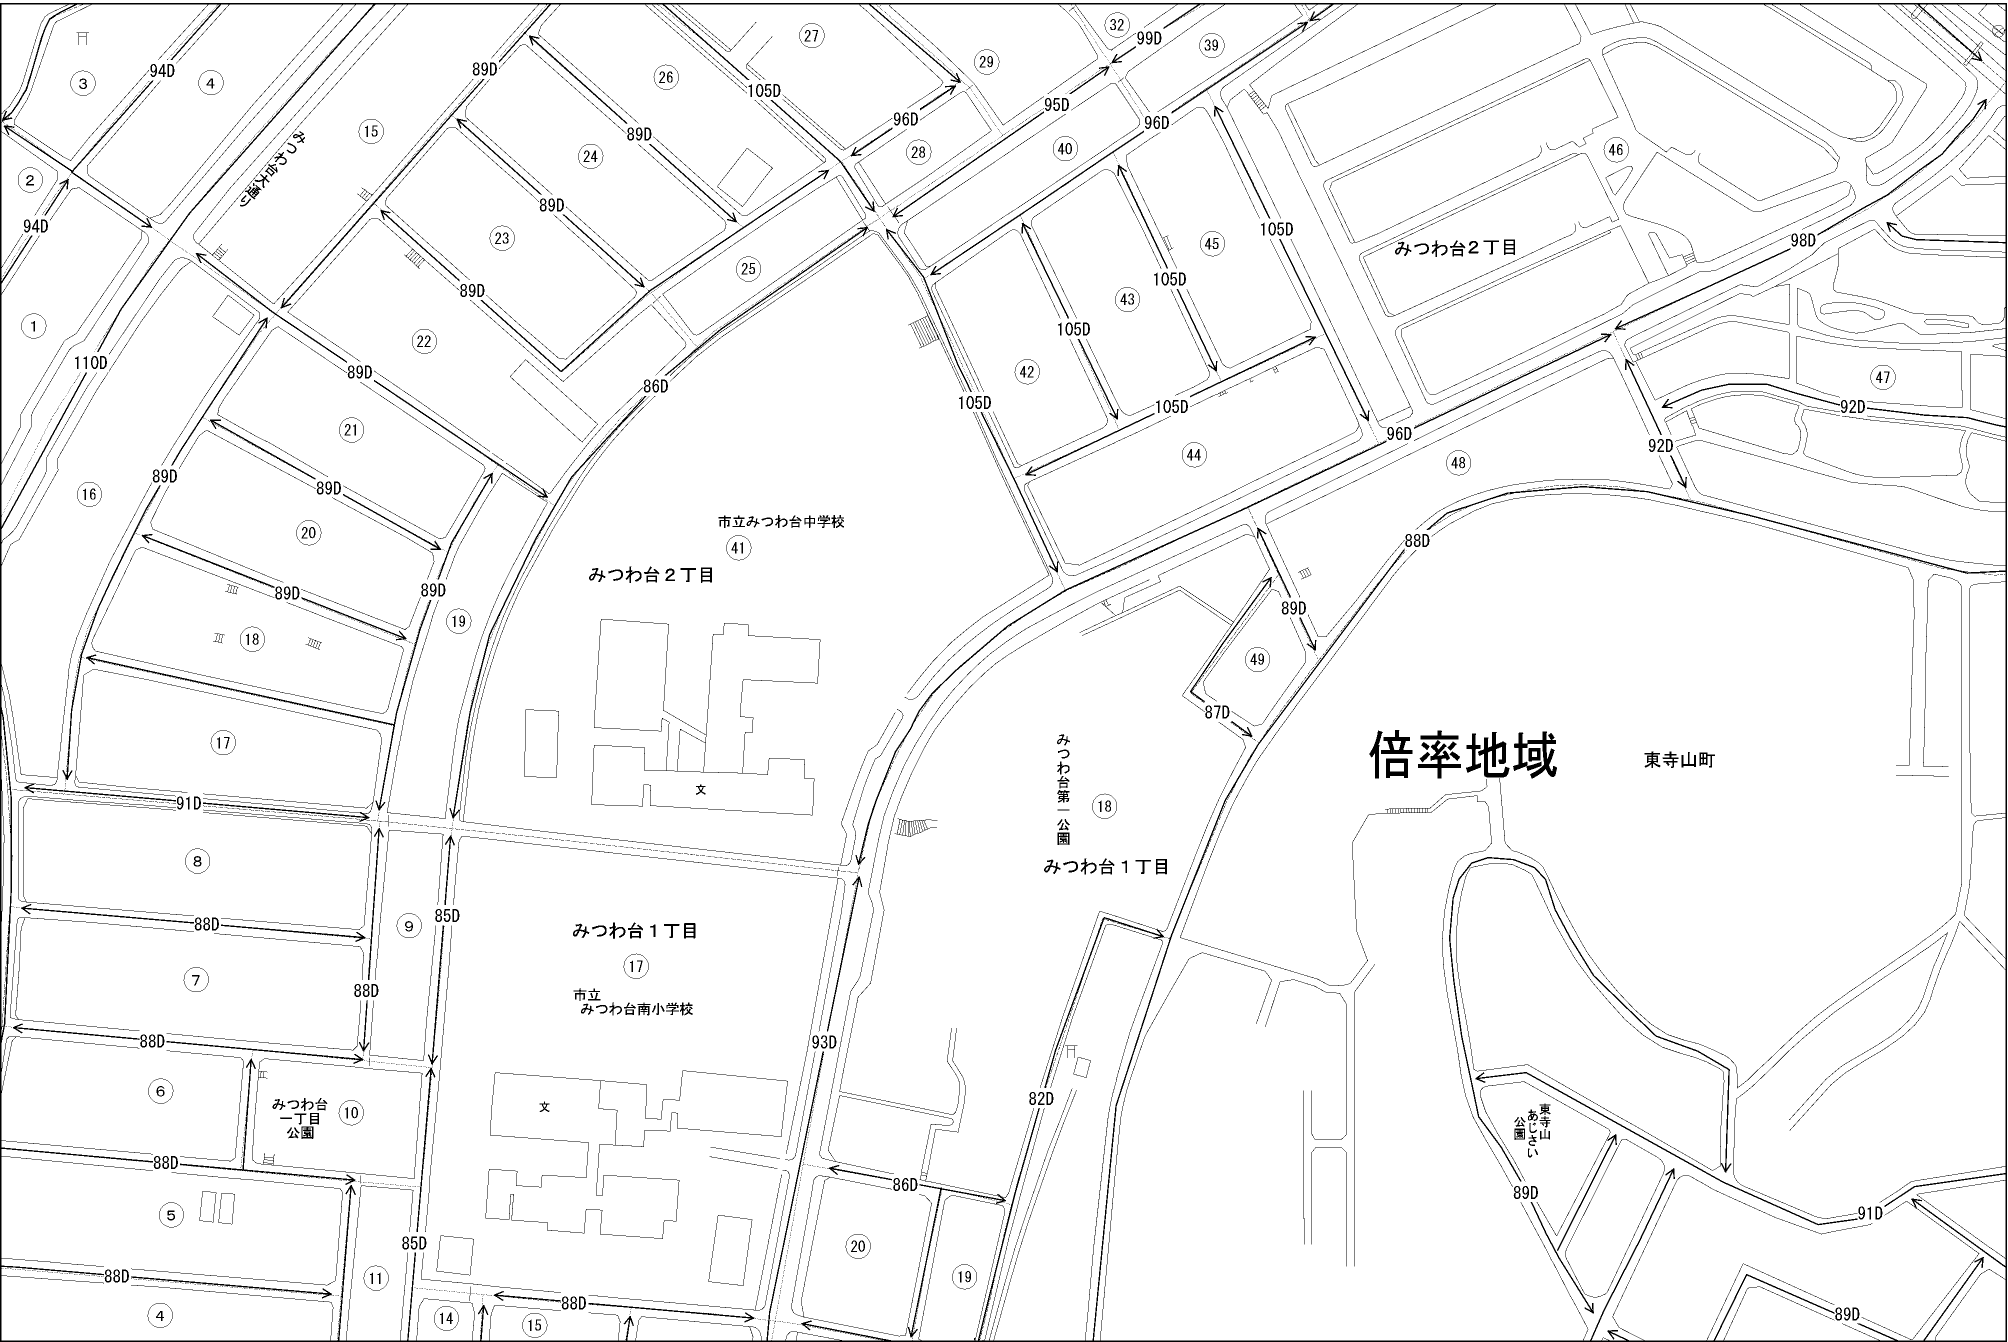 32
99D
39
27
29
3
94D
4
89D
26
105D
96D
95D
15
みつわ台大通り
89D
24
28
40
96D
46
2
94D
23
89D
25
105D
45
みつわ台２丁目
98D
1
89D
22
105D
43
105D
110D
89D
86D
42
105D
105D
47
92D
21
96D
92D
16
89D
89D
44
48
20
市立みつわ台中学校
41
みつわ台２丁目
88D
89D
89D
19
89D
18
49
87D
17
みつわ台第一公園
倍率地域
東寺山町
91D
文
18
みつわ台１丁目
8
88D
9
85D
みつわ台１丁目
17
市立
みつわ台南小学校
7
88D
88D
93D
6
みつわ台
一丁目
公園
10
文
82D
東寺山
あじさい
公園
88D
86D
89D
91D
5
85D
20
19
88D
11
88D
4
14
15
89D